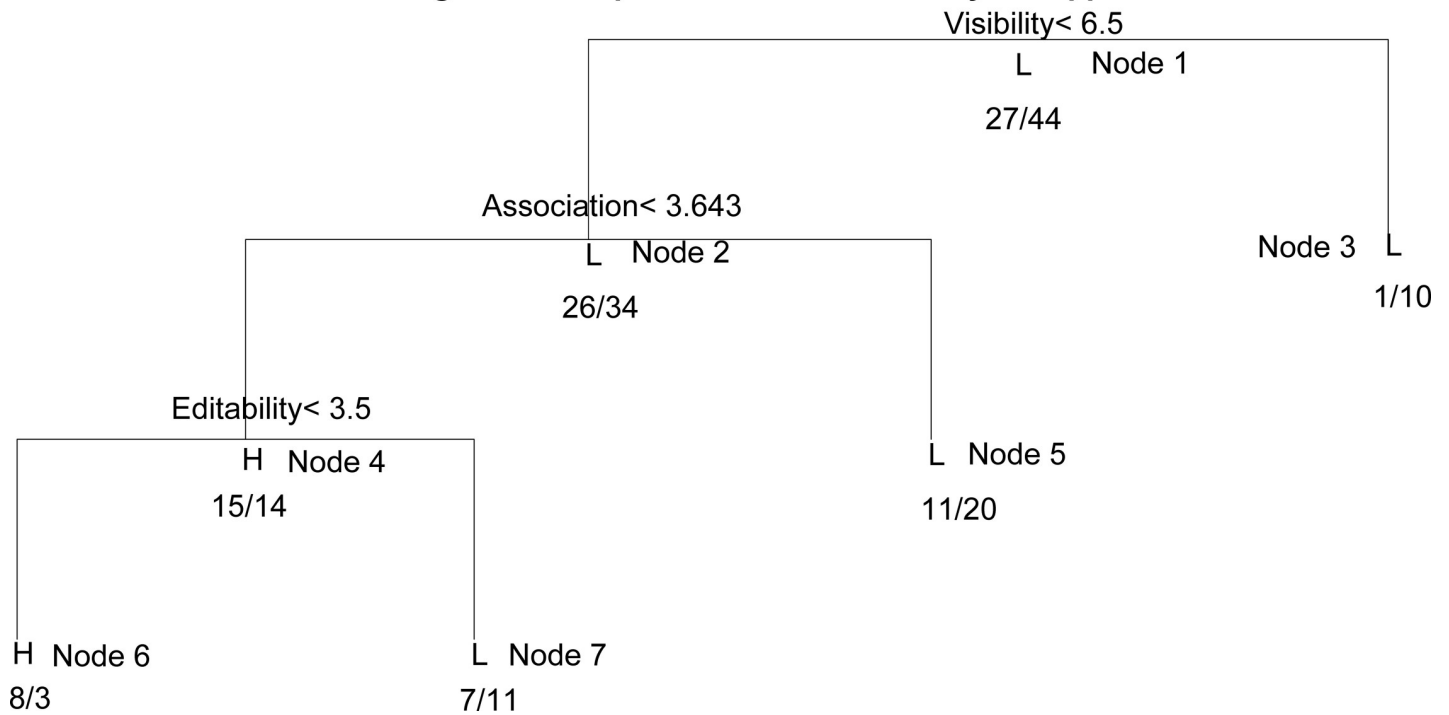 Visibility< 6.5
L Node 1
27/44
Association< 3.643
L Node 2
26/34
Node 3 L
1/10
Editability< 3.5
H Node 4
15/14
L Node 5
11/20
H Node 6
8/3
L Node 7
7/11